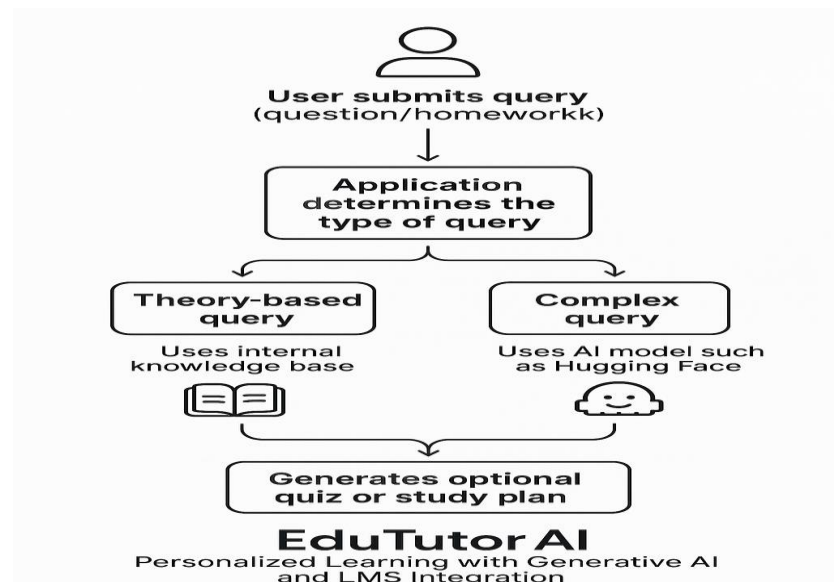 User submits query
(question/homeworkk)
Application
determines the
type of query
Theory-based
query
Complex
query
Uses internal
knowledge base
Uses AI model such
as Hugging Face
Generates optional
quiz or study plan
EduTutor AI
Personalized Learning with Generative AI
and LMS Integration